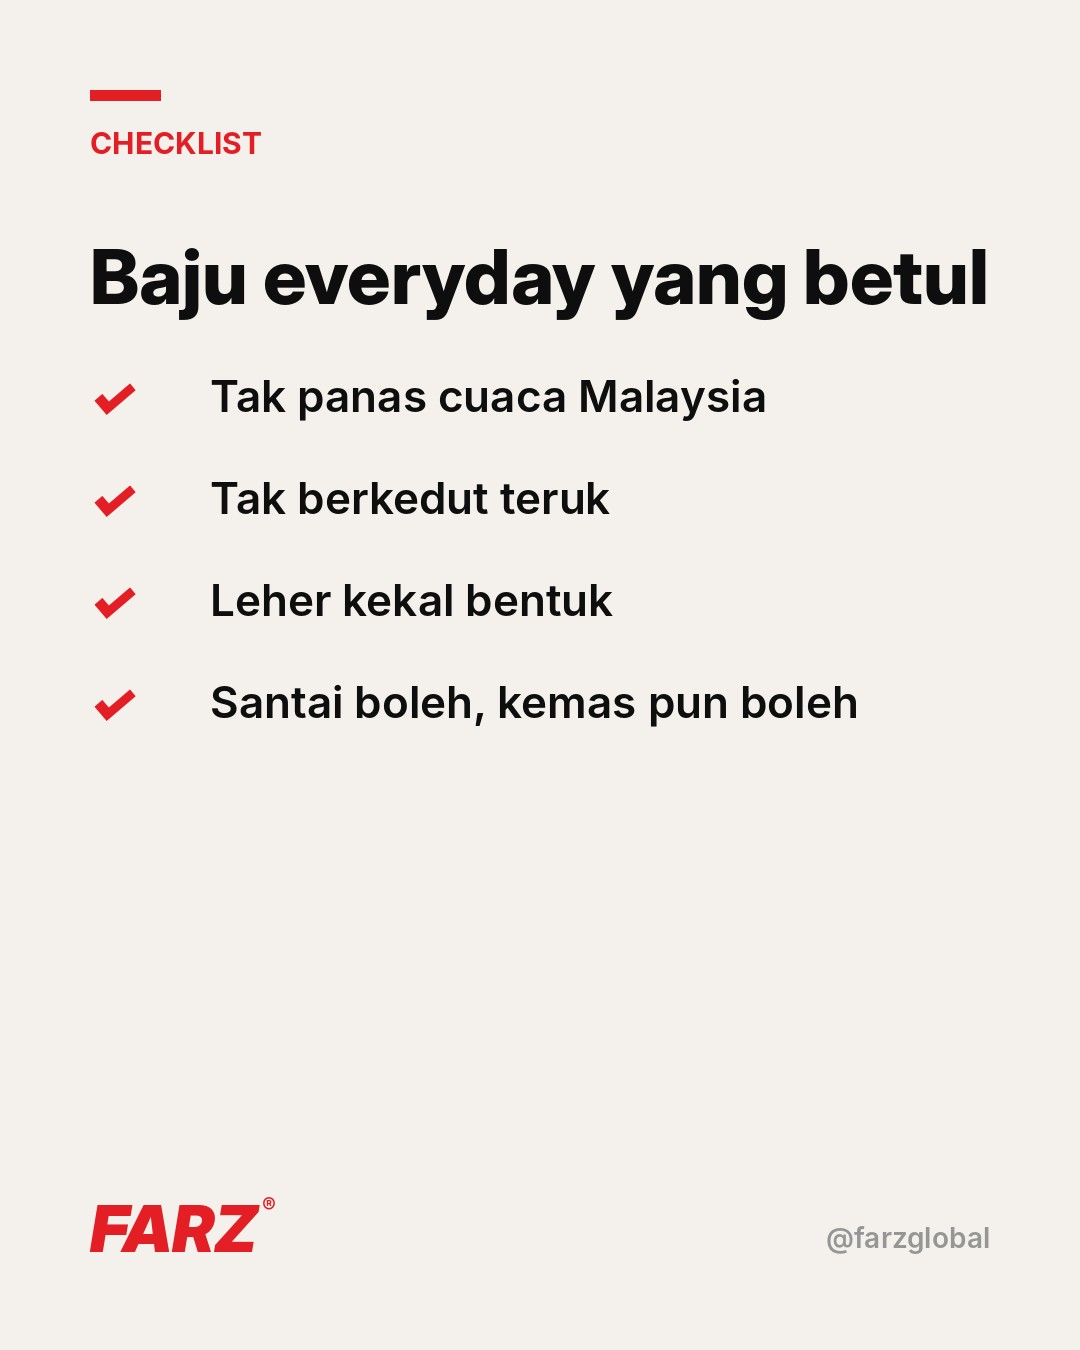 CHECKLIST
Baju everyday yang betul
Tak panas cuaca Malaysia
Tak berkedut teruk
Leher kekal bentuk
Santai boleh, kemas pun boleh
FARZ®
@farzglobal